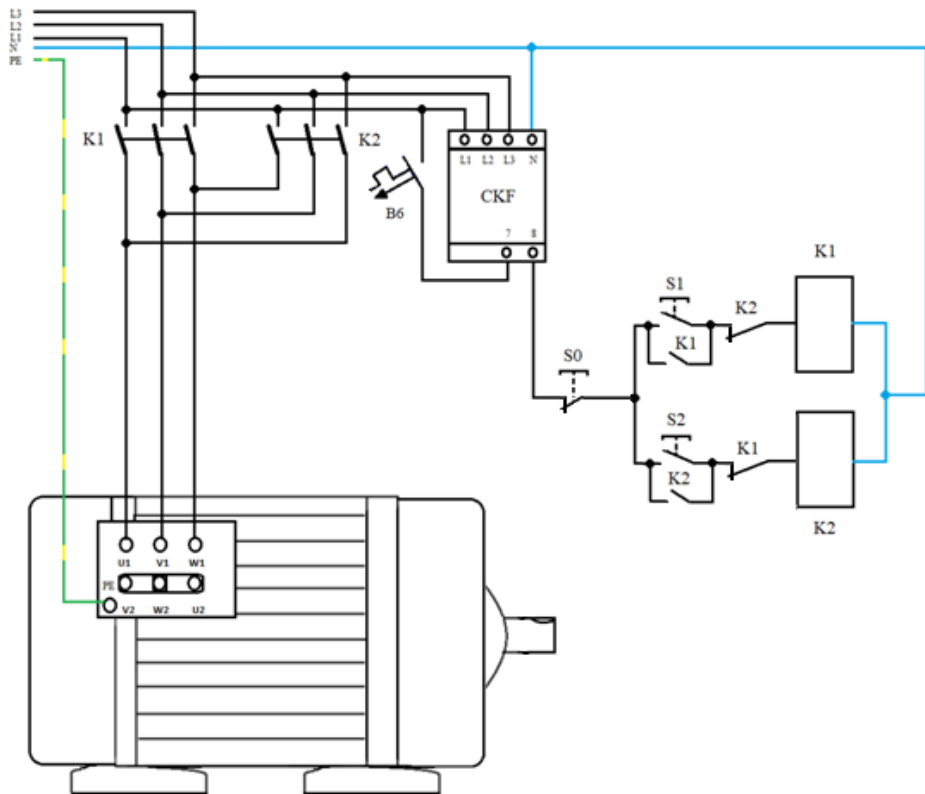 L3
L2
L1
N
PE
K1
K2
B6
L1 L2 L3 N
CKF
7 8
S0
S1
K1
K2
K1
S2
K2
K1
K2
U1 V1 W1
PE
V2 W2 U2